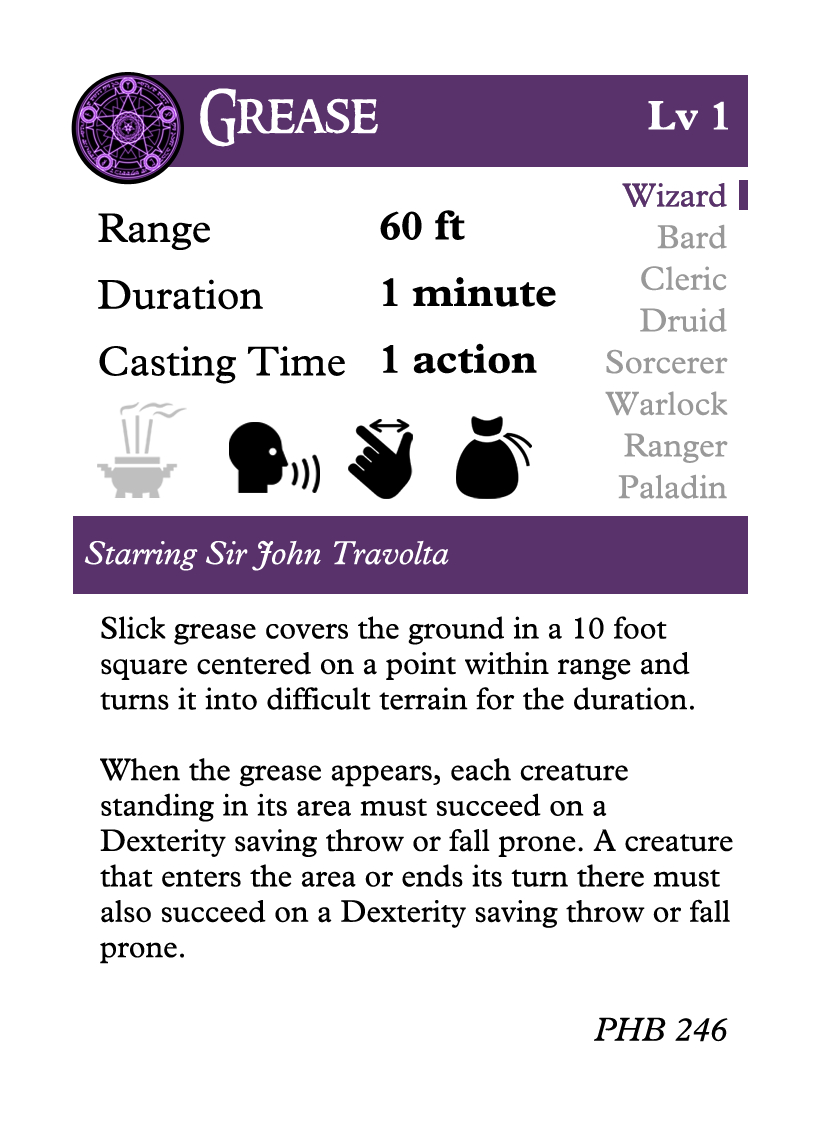 Grease
Lv 1
Wizard
Range 60 ft
Bard
Cleric
Duration 1 minute
Druid
Casting Time 1 action
Sorcerer
Warlock
Ranger
Paladin
Starring Sir John Travolta
Slick grease covers the ground in a 10 foot
square centered on a point within range and
turns it into difficult terrain for the duration.
When the grease appears, each creature
standing in its area must succeed on a
Dexterity saving throw or fall prone. A creature
that enters the area or ends its turn there must
also succeed on a Dexterity saving throw or fall
prone.
PHB 246